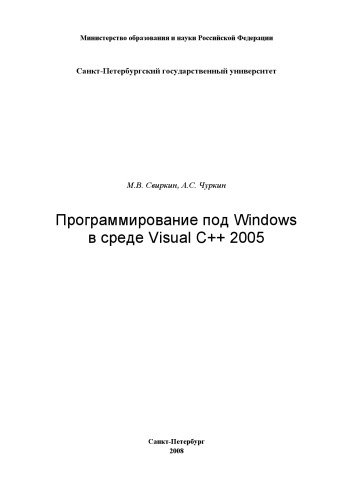 Министерство образования и науки Российской Федерации
Санкт-Петербургский государственный университет
М.В. Свиркин, А.С. Чуркин
Программирование под Windows
в среде Visual C++ 2005
Санкт-Петербург
2008